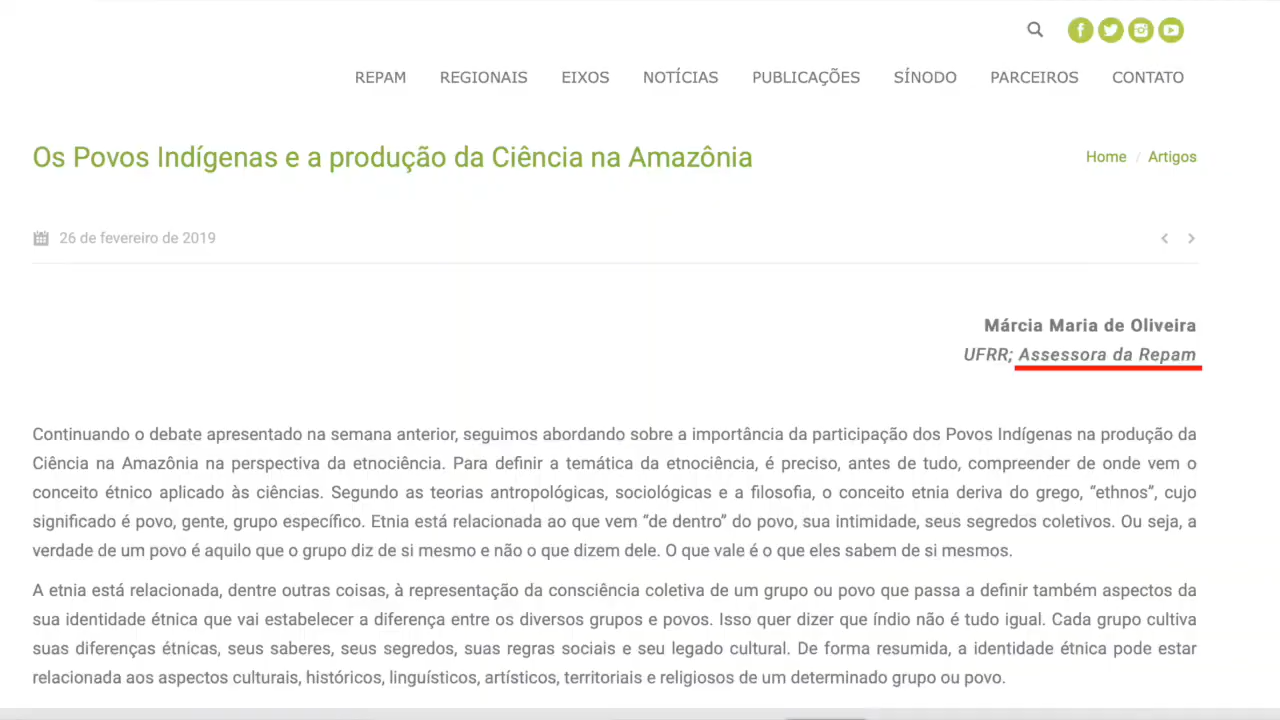 REPAM REGIONAIS EIXOS NOTÍCIAS PUBLICAÇÕES SÍNODO PARCEIROS CONTATO
Os Povos Indígenas e a produção da Ciência na Amazônia
Home / Artigos
26 de fevereiro de 2019
Márcia Maria de Oliveira
UFRR; Assessora da Repam
Continuando o debate apresentado na semana anterior, seguimos abordando sobre a importância da participação dos Povos Indígenas na produção da
Ciência na Amazônia na perspectiva da etnociência. Para definir a temática da etnociência, é preciso, antes de tudo, compreender de onde vem o
conceito étnico aplicado às ciências. Segundo as teorias antropológicas, sociológicas e a filosofia, o conceito etnia deriva do grego, “ethnos”, cujo
significado é povo, gente, grupo específico. Etnia está relacionada ao que vem “de dentro” do povo, sua intimidade, seus segredos coletivos. Ou seja, a
verdade de um povo é aquilo que o grupo diz de si mesmo e não o que dizem dele. O que vale é o que eles sabem de si mesmos.
A etnia está relacionada, dentre outras coisas, à representação da consciência coletiva de um grupo ou povo que passa a definir também aspectos da
sua identidade étnica que vai estabelecer a diferença entre os diversos grupos e povos. Isso quer dizer que índio não é tudo igual. Cada grupo cultiva
suas diferenças étnicas, seus saberes, seus segredos, suas regras sociais e seu legado cultural. De forma resumida, a identidade étnica pode estar
relacionada aos aspectos culturais, históricos, linguísticos, artísticos, territoriais e religiosos de um determinado grupo ou povo.